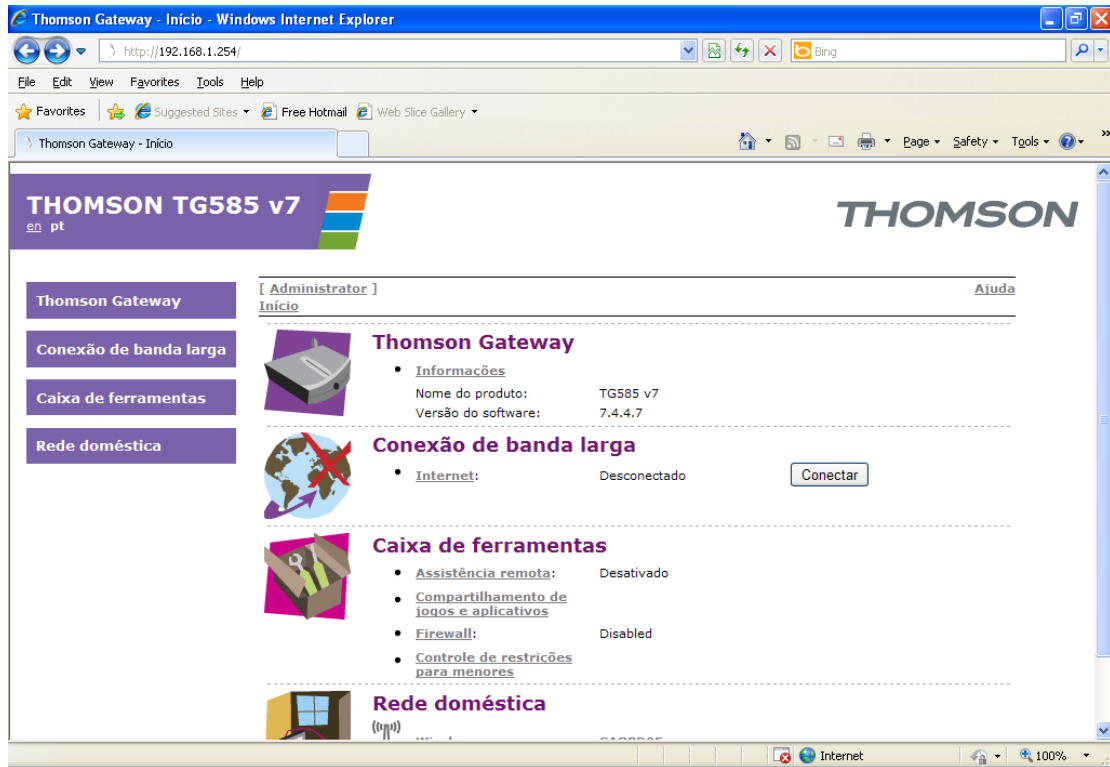 Thomson Gateway - Início - Windows Internet Explorer
http://192.168.1.254/
Bing
File Edit View Favorites Tools Help
Favorites Suggested Sites Free Hotmail Web Slice Gallery
Thomson Gateway - Início
Page Safety Tools »
THOMSON TG585 v7
en pt
THOMSON
Thomson Gateway
Conexão de banda larga
Caixa de ferramentas
Rede doméstica
[ Administrator ]
Ajuda
Início
Thomson Gateway
Informações
Nome do produto: TG585 v7
Versão do software: 7.4.4.7
Conexão de banda larga
Internet: Desconectado Conectar
Caixa de ferramentas
Assistência remota: Desativado
Compartilhamento de
jogos e aplicativos
Firewall: Disabled
Controle de restrições
para menores
Rede doméstica
Internet
100%